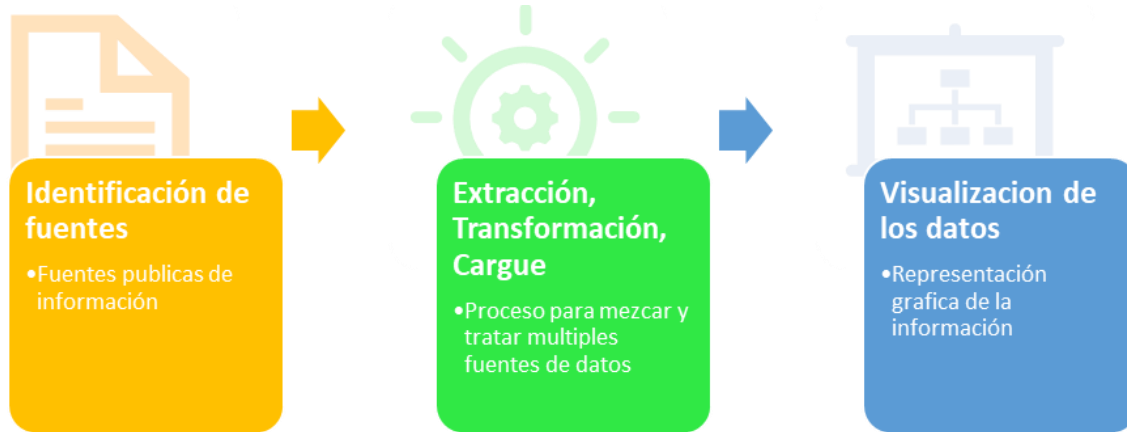 Identificación de
fuentes
•Fuentes publicas de
información
Extracción,
Transformación,
Cargue
•Proceso para mezcar y
tratar multiples
fuentes de datos
Visualizacion de
los datos
•Representación
grafica de la
información